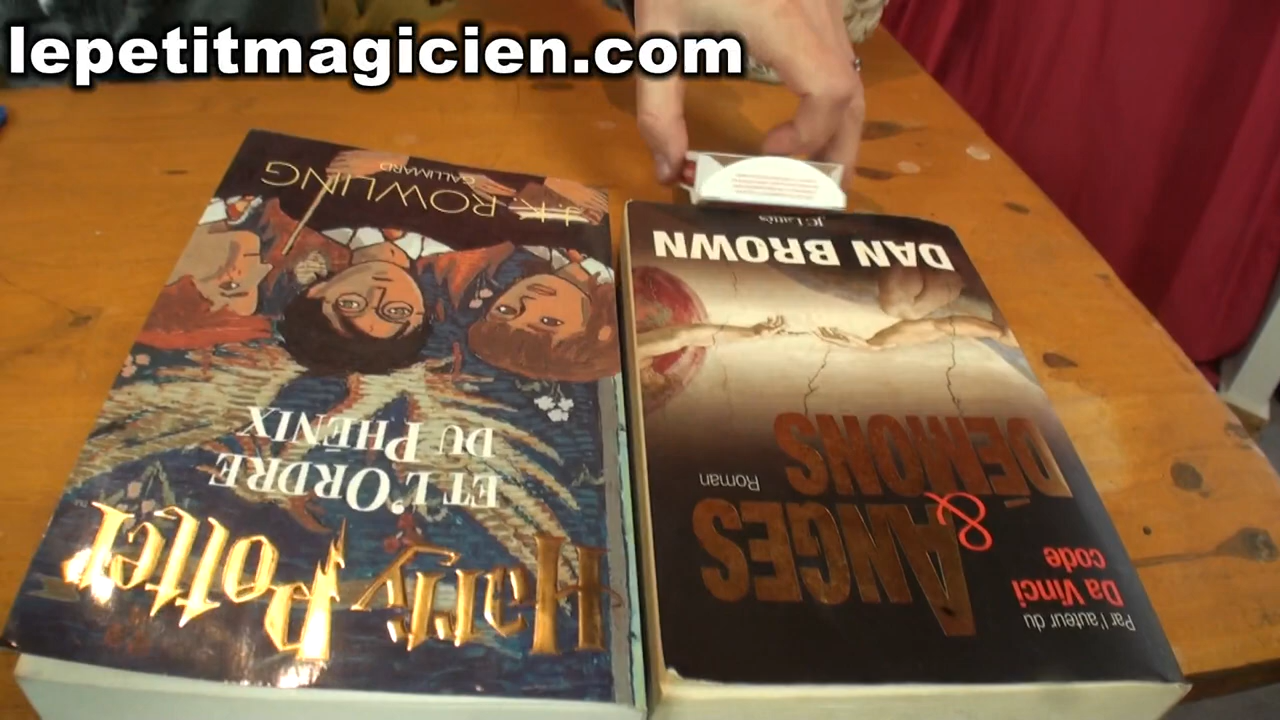 lepetitmagicien.com
J.K. ROWLING
GALLIMARD
ET L'ORDRE
DU PHÉNIX
Harry Potter
JC Lattès
DAN BROWN
ANGES
&
DÉMONS
Roman
Par l'auteur du
Da Vinci
code